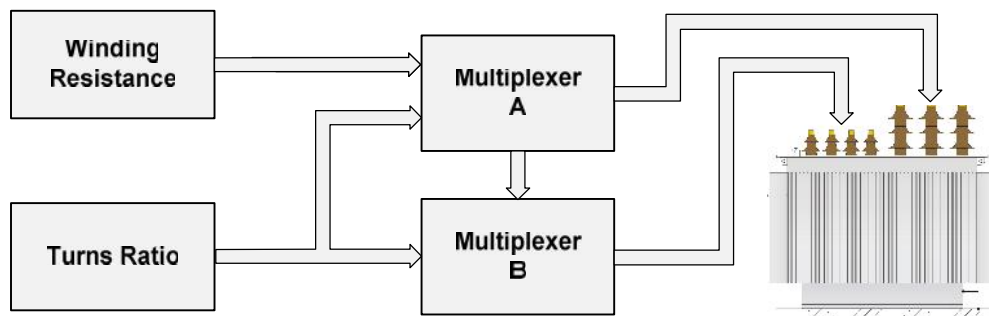 Winding
Resistance
Multiplexer
A
Turns Ratio
Multiplexer
B